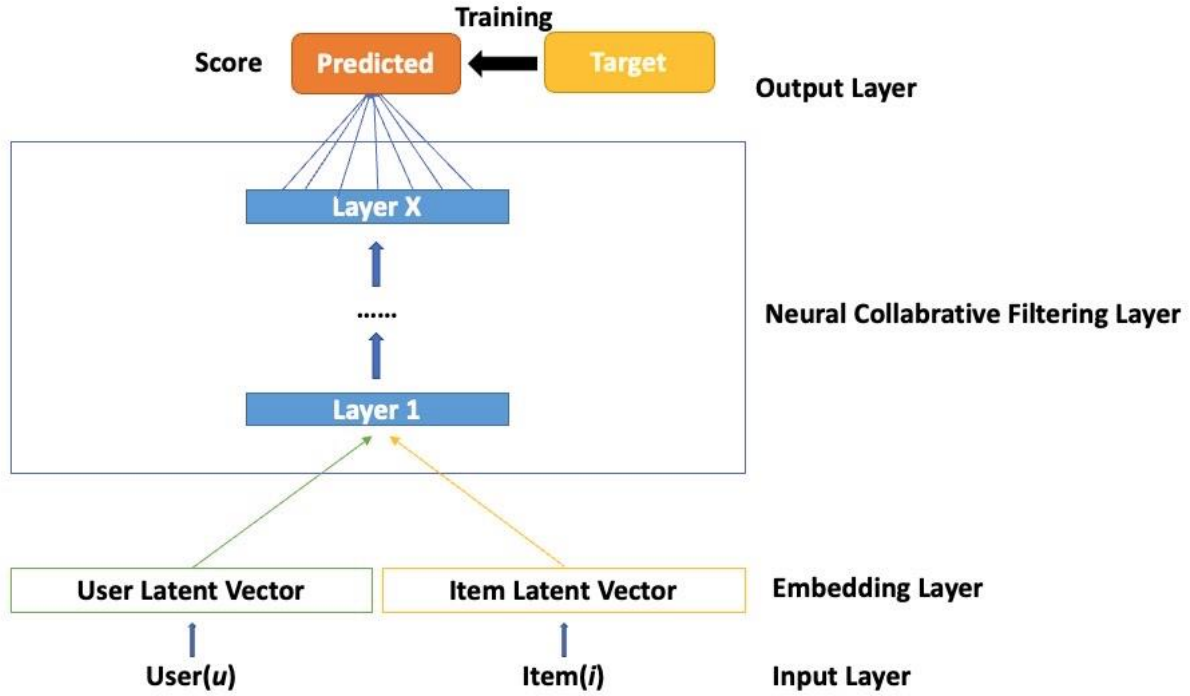 Training
Score
Predicted
Target
Output Layer
Layer X
......
Neural Collabrative Filtering Layer
Layer 1
User Latent Vector
Item Latent Vector
Embedding Layer
User(u)
Item(i)
Input Layer